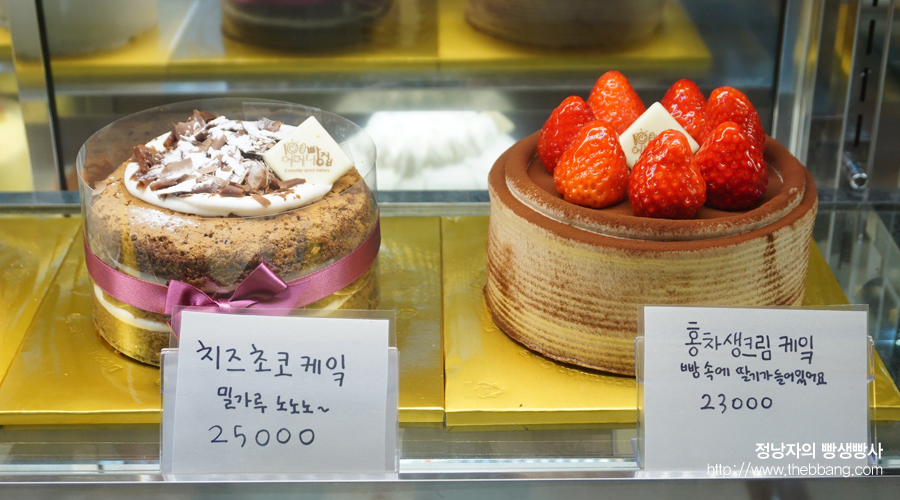 어머니빵집
치즈초코케익
밀가루 노노노~
25000
홍차생크림 케익
빵 속에 딸기가들어있어요
23000
정남자의 빵생빵사
http://www.thebbang.com/